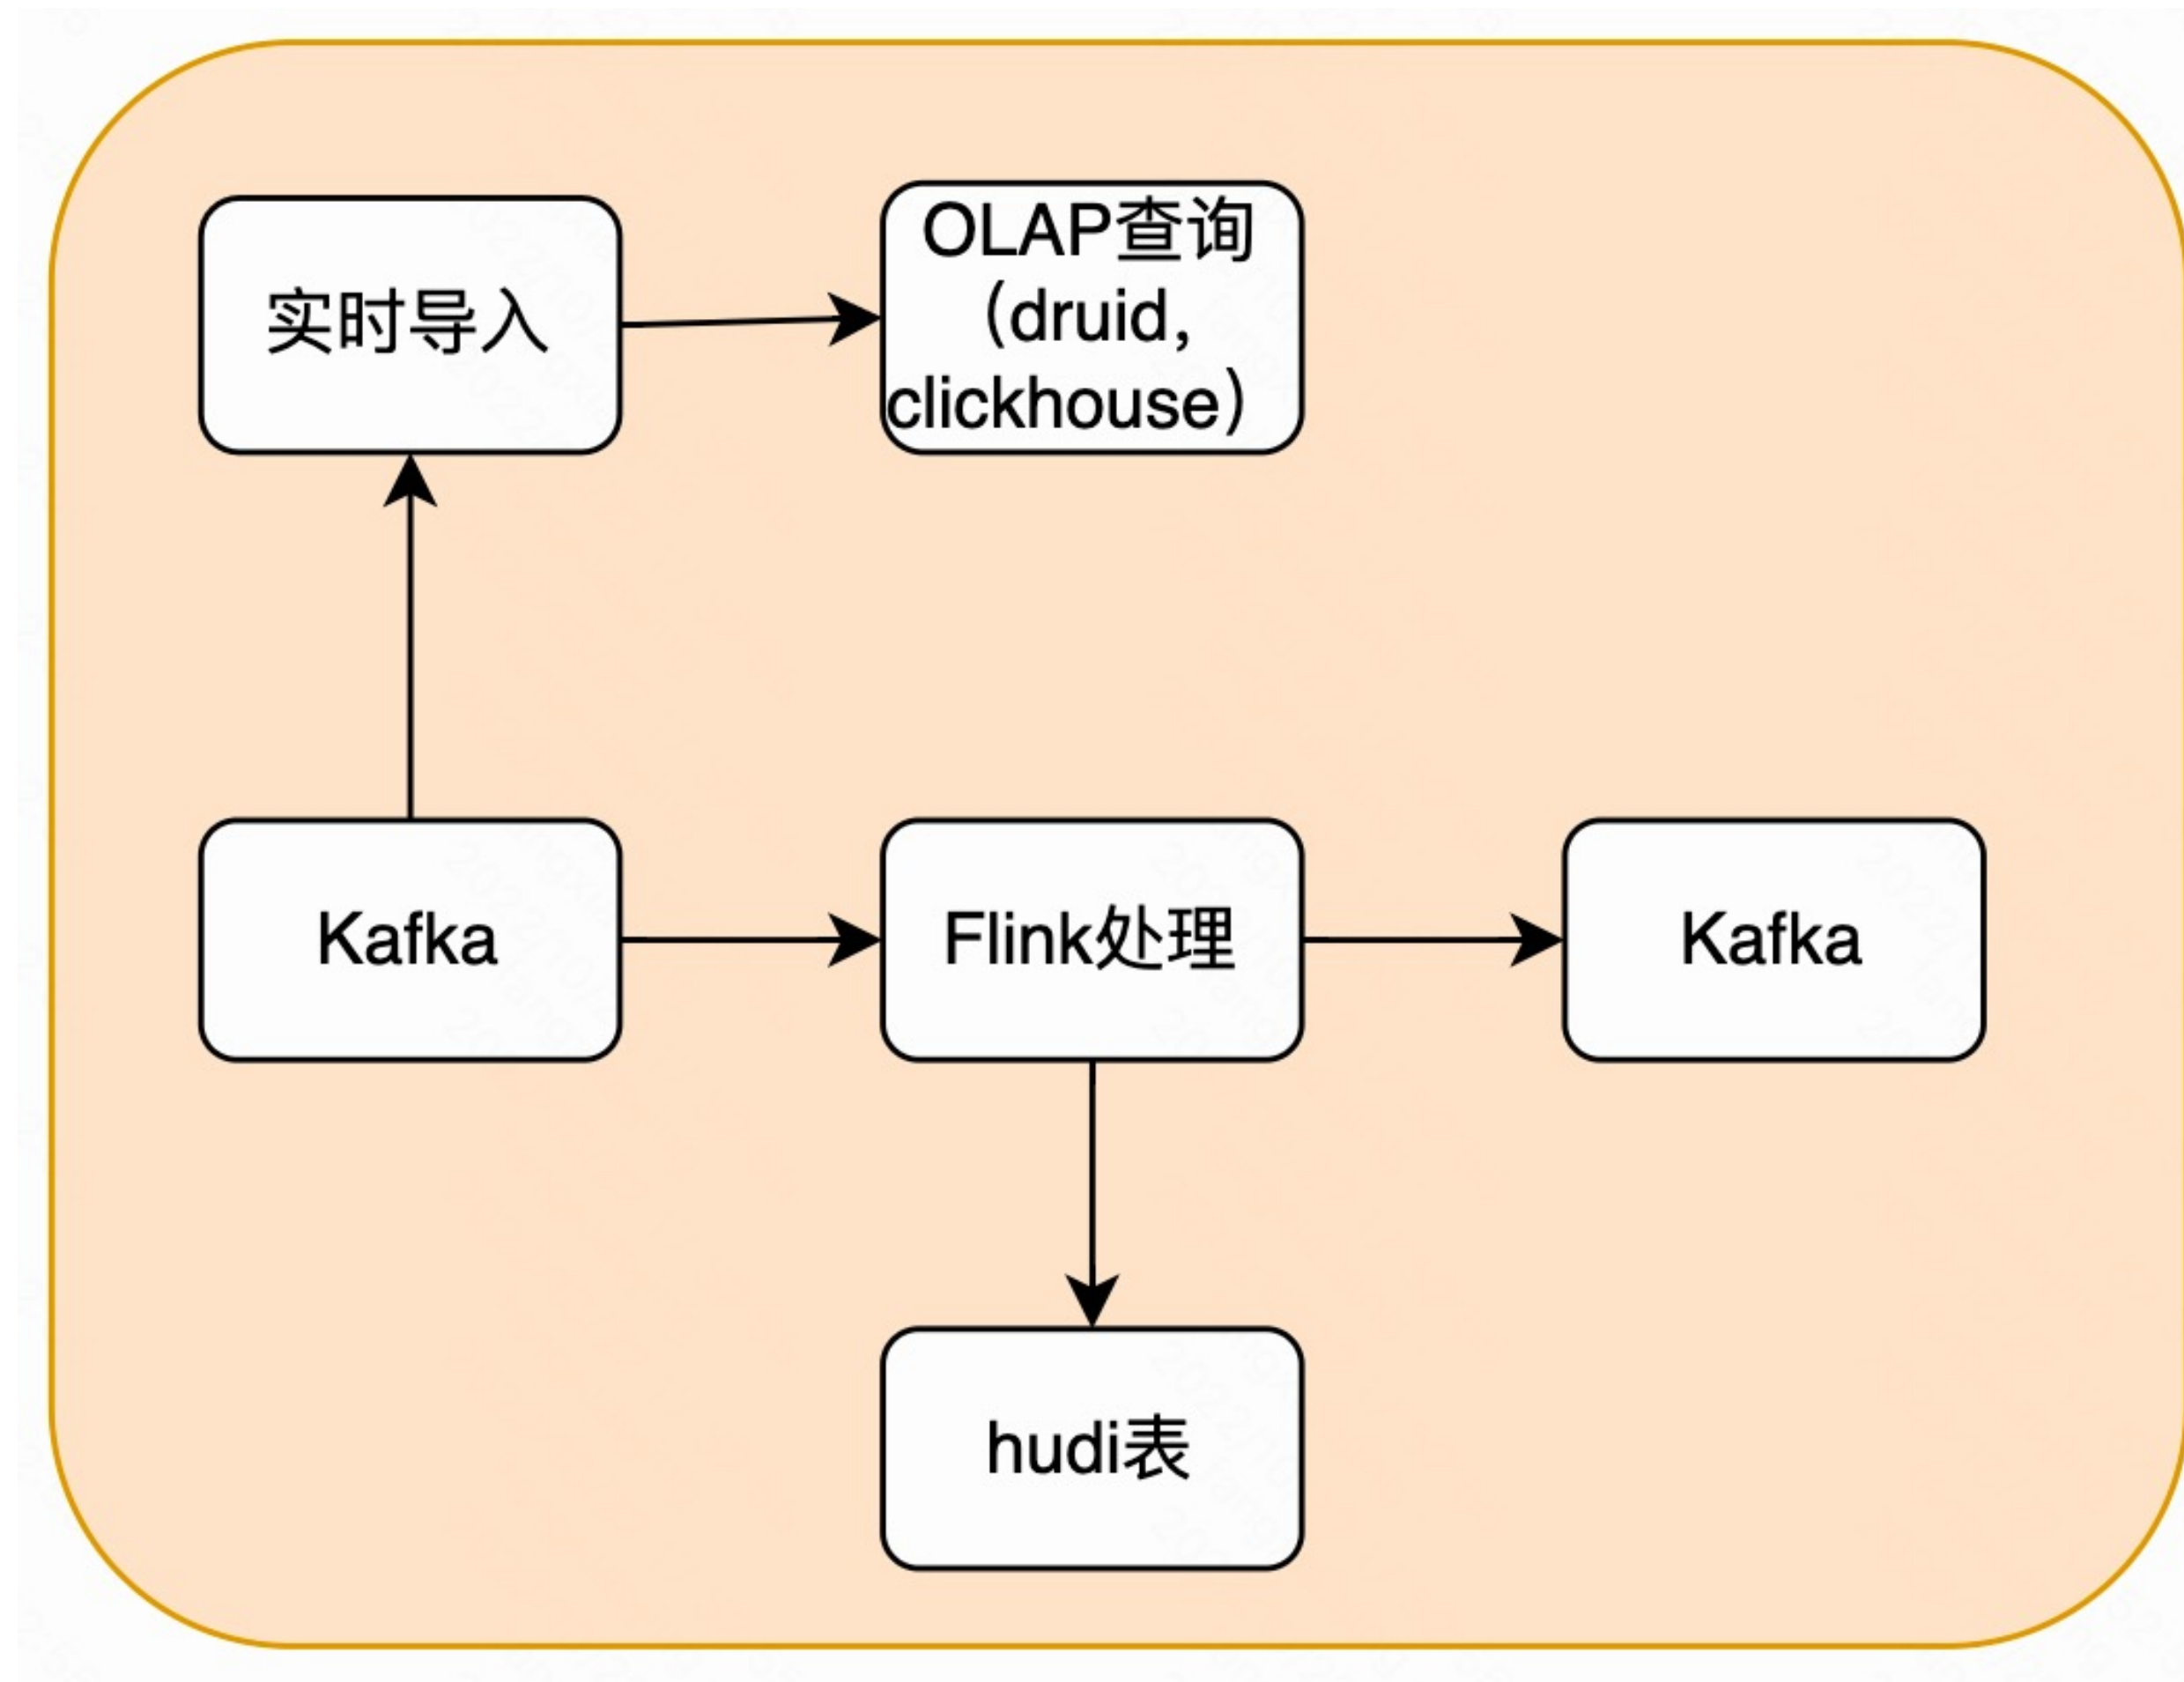 实时导入
OLAP查询
（druid，
clickhouse）
Kafka
Flink处理
Kafka
hudi表